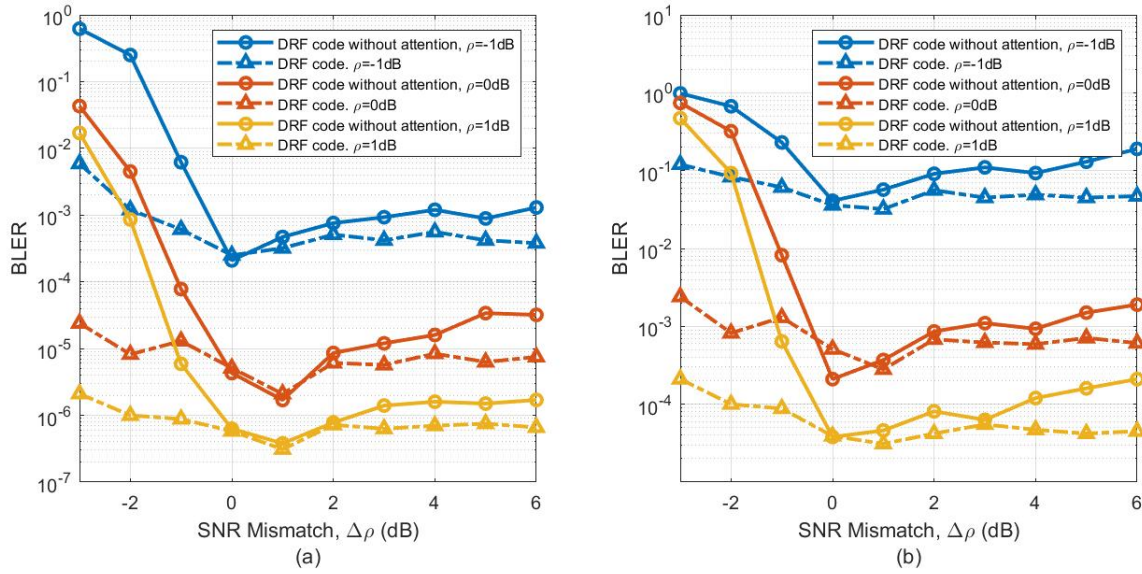 10^0
10^-1
10^-2
10^-3
10^-4
10^-5
10^-6
10^-7
BLER
DRF code without attention, ρ=-1dB
DRF code. ρ=-1dB
DRF code without attention, ρ=0dB
DRF code. ρ=0dB
DRF code without attention, ρ=1dB
DRF code. ρ=1dB
-2 0 2 4 6
SNR Mismatch, Δρ (dB)
(a)
10^1
10^0
10^-1
10^-2
10^-3
10^-4
BLER
DRF code without attention, ρ=-1dB
DRF code. ρ=-1dB
DRF code without attention, ρ=0dB
DRF code. ρ=0dB
DRF code without attention, ρ=1dB
DRF code. ρ=1dB
-2 0 2 4 6
SNR Mismatch, Δρ (dB)
(b)